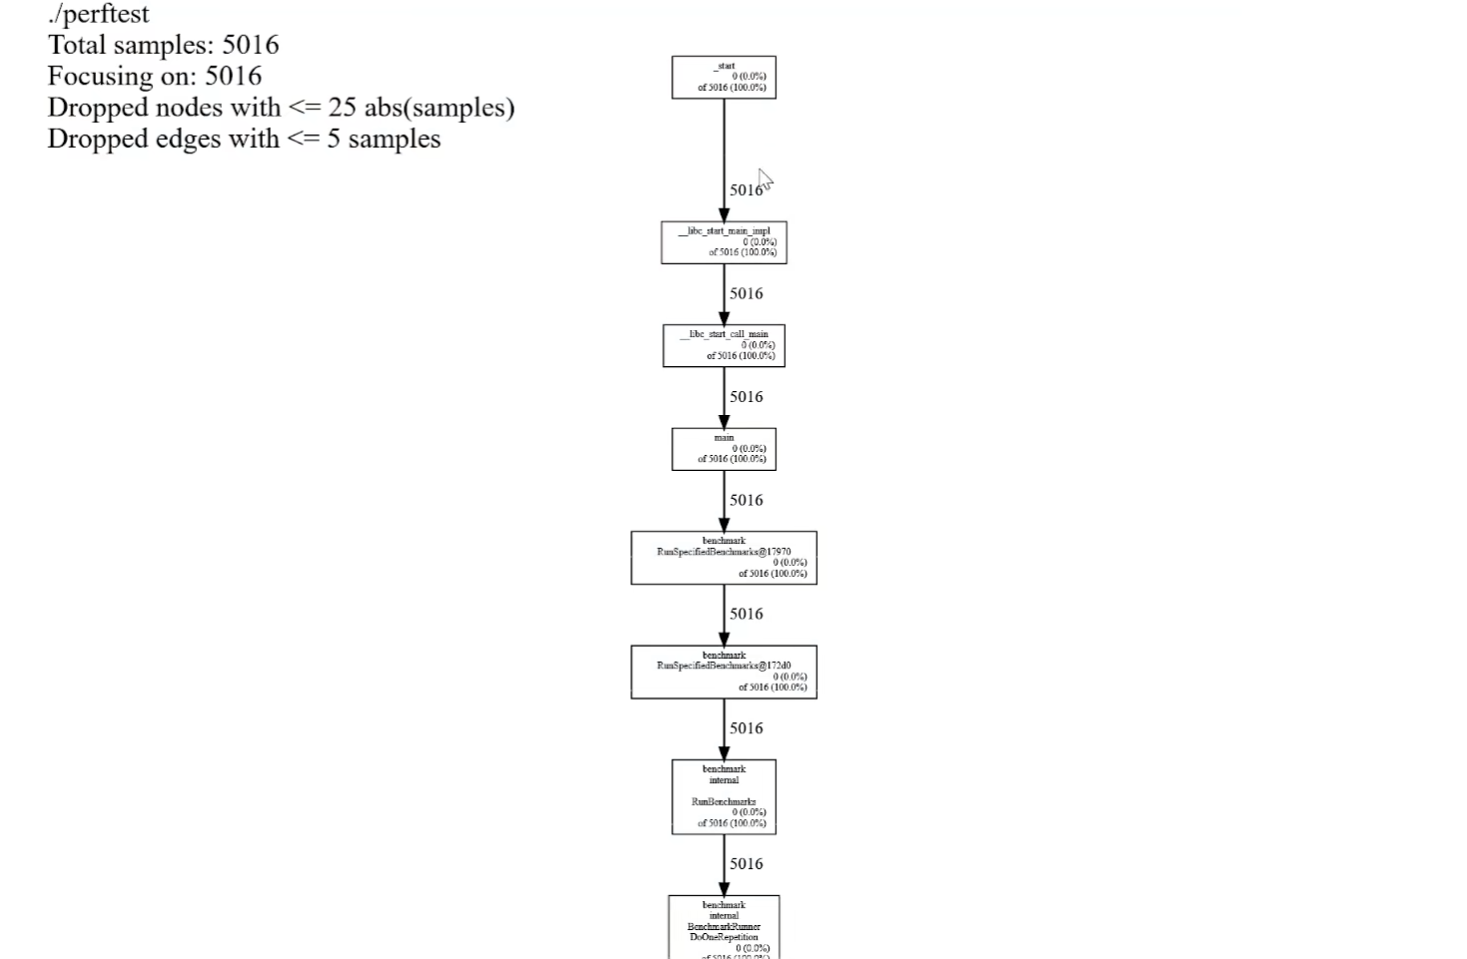 ./perftest
Total samples: 5016
Focusing on: 5016
Dropped nodes with <= 25 abs(samples)
Dropped edges with <= 5 samples
_start
0 (0.0%)
of 5016 (100.0%)
5016
__libc_start_main_impl
0 (0.0%)
of 5016 (100.0%)
5016
__libc_start_call_main
0 (0.0%)
of 5016 (100.0%)
5016
main
0 (0.0%)
of 5016 (100.0%)
5016
benchmark
RunSpecifiedBenchmarks@17970
0 (0.0%)
of 5016 (100.0%)
5016
benchmark
RunSpecifiedBenchmarks@172d0
0 (0.0%)
of 5016 (100.0%)
5016
benchmark
internal
RunBenchmarks
0 (0.0%)
of 5016 (100.0%)
5016
benchmark
internal
BenchmarkRunner
DoOneRepetition
0 (0.0%)
of 5016 (100.0%)